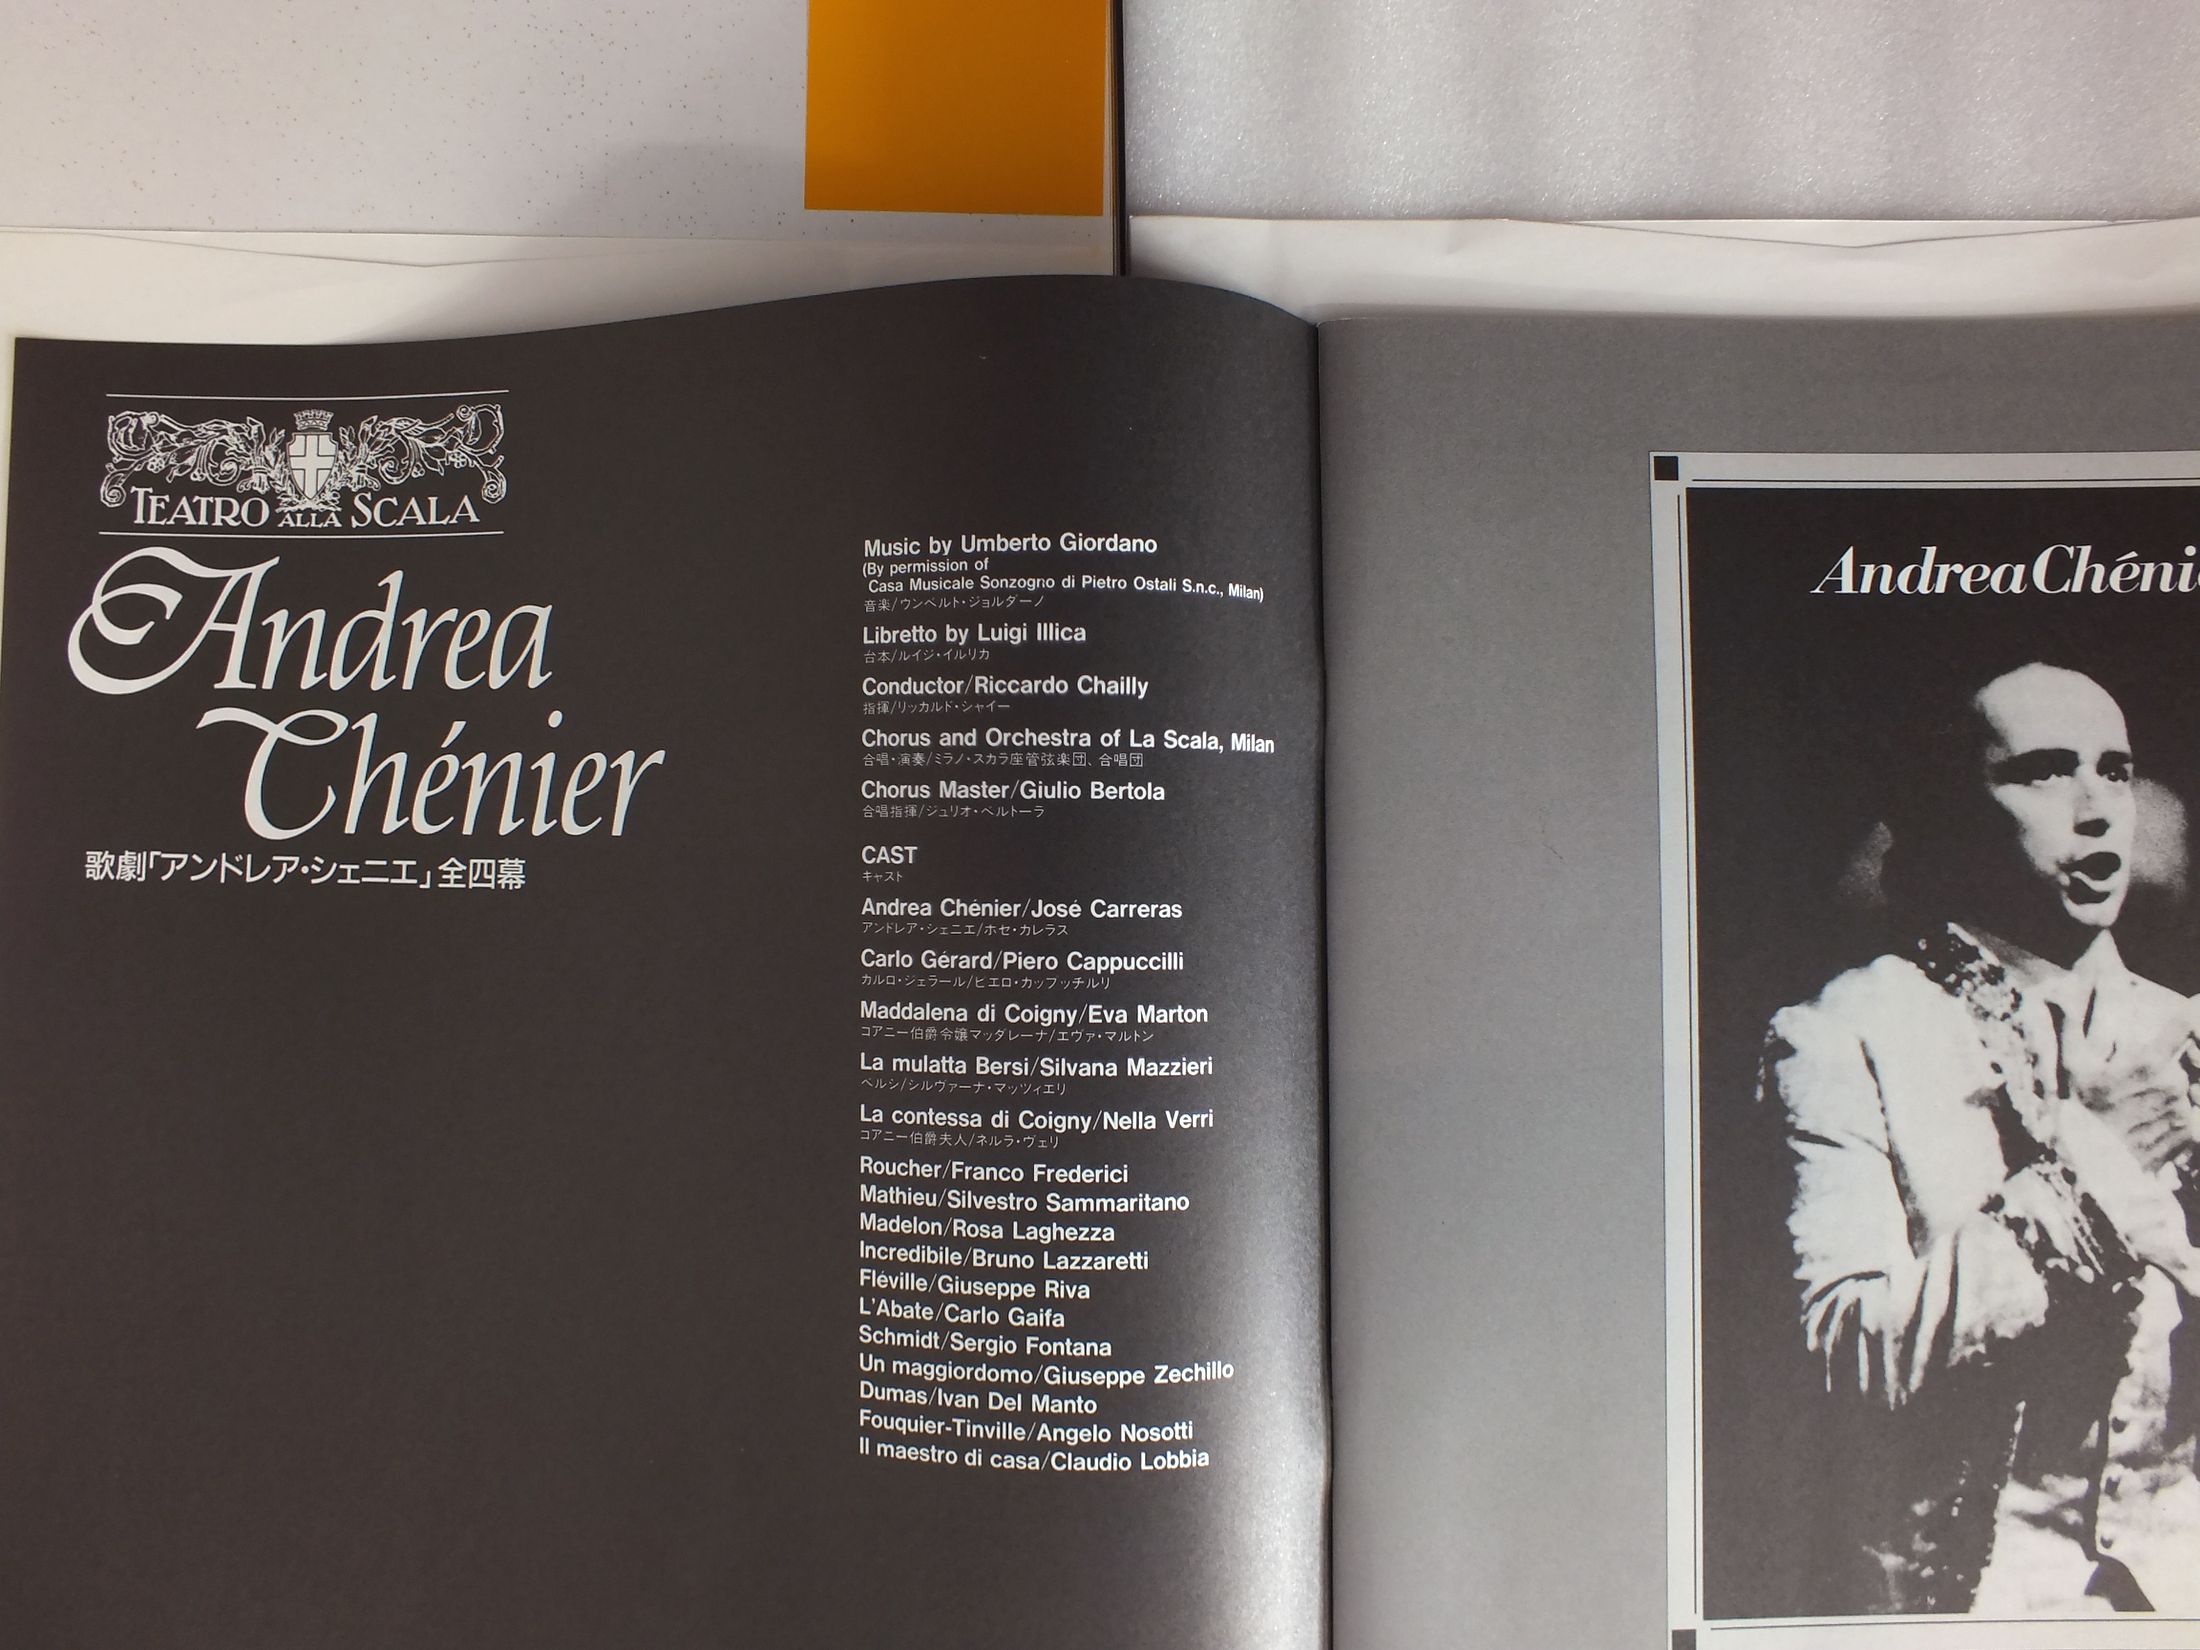 TEATRO ALLA SCALA
Andrea
Chénier
歌劇「アンドレア・シェニエ」全四幕
Music by Umberto Giordano
(By permission of
Casa Musicale Sonzogno di Pietro Ostali S.n.c., Milan)
音楽/ウンベルト・ジョルダーノ
Libretto by Luigi Illica
台本/ルイジ・イルリカ
Conductor/Riccardo Chailly
指揮/リッカルド・シャイー
Chorus and Orchestra of La Scala, Milan
合唱・演奏/ミラノ・スカラ座管弦楽団、合唱団
Chorus Master/Giulio Bertola
合唱指揮/ジュリオ・ベルトーラ
CAST
キャスト
Andrea Chénier/José Carreras
アンドレア・シェニエ/ホセ・カレラス
Carlo Gérard/Piero Cappuccilli
カルロ・ジェラール/ピエロ・カップッチルリ
Maddalena di Coigny/Eva Marton
コアニー伯爵令嬢マッダレーナ/エヴァ・マルトン
La mulatta Bersi/Silvana Mazzieri
ベルシ/シルヴァーナ・マッツィエリ
La contessa di Coigny/Nella Verri
コアニー伯爵夫人/ネルラ・ヴェリ
Roucher/Franco Frederici
Mathieu/Silvestro Sammaritano
Madelon/Rosa Laghezza
Incredibile/Bruno Lazzaretti
Fléville/Giuseppe Riva
L'Abate/Carlo Gaifa
Schmidt/Sergio Fontana
Un maggiordomo/Giuseppe Zechillo
Dumas/Ivan Del Manto
Fouquier-Tinville/Angelo Nosotti
Il maestro di casa/Claudio Lobbia
Andrea Chéni